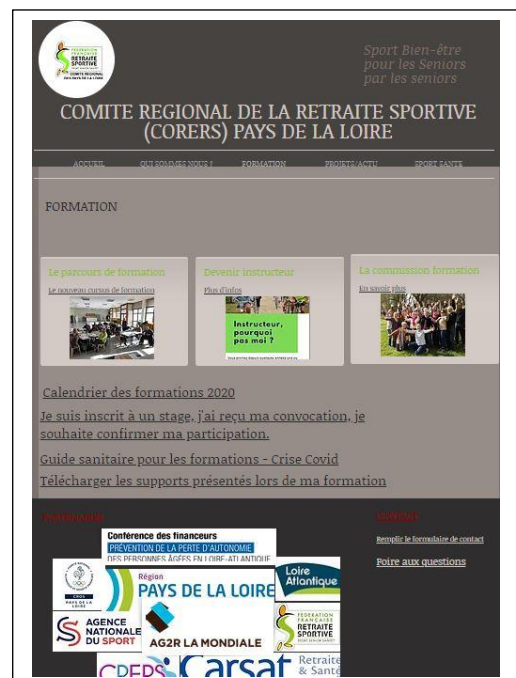 FEDERATION
FRANÇAISE
RETRAITE
SPORTIVE
COMITE REGIONAL
DES PAYS DE LA LOIRE
Sport Bien-être
pour les Seniors
par les seniors
COMITE REGIONAL DE LA RETRAITE SPORTIVE
(CORERS) PAYS DE LA LOIRE
ACCUEIL QUI SOMMES NOUS ? FORMATION PROJETS/ACTU SPORT SANTE
FORMATION
Le parcours de formation
Le nouveau cursus de formation
Devenir instructeur
Plus d'infos
Instructeur,
pourquoi
pas moi ?
La commission formation
En savoir plus
Calendrier des formations 2020
Je suis inscrit à un stage, j'ai reçu ma convocation, je
souhaite confirmer ma participation.
Guide sanitaire pour les formations - Crise Covid
Télécharger les supports présentés lors de ma formation
CONTACT
Remplir le formulaire de contact
Foire aux questions
Conférence des financeurs
PRÉVENTION DE LA PERTE D'AUTONOMIE
DES PERSONNES ÂGÉES EN LOIRE-ATLANTIQUE
CROS
PAYS DE LA
LOIRE
Région
PAYS DE LA LOIRE
Loire
Atlantique
AGENCE
NATIONALE
DU SPORT
AG2R LA MONDIALE
FEDERATION
FRANÇAISE
RETRAITE
SPORTIVE
CREPS
Carsat
Retraite
& Santé